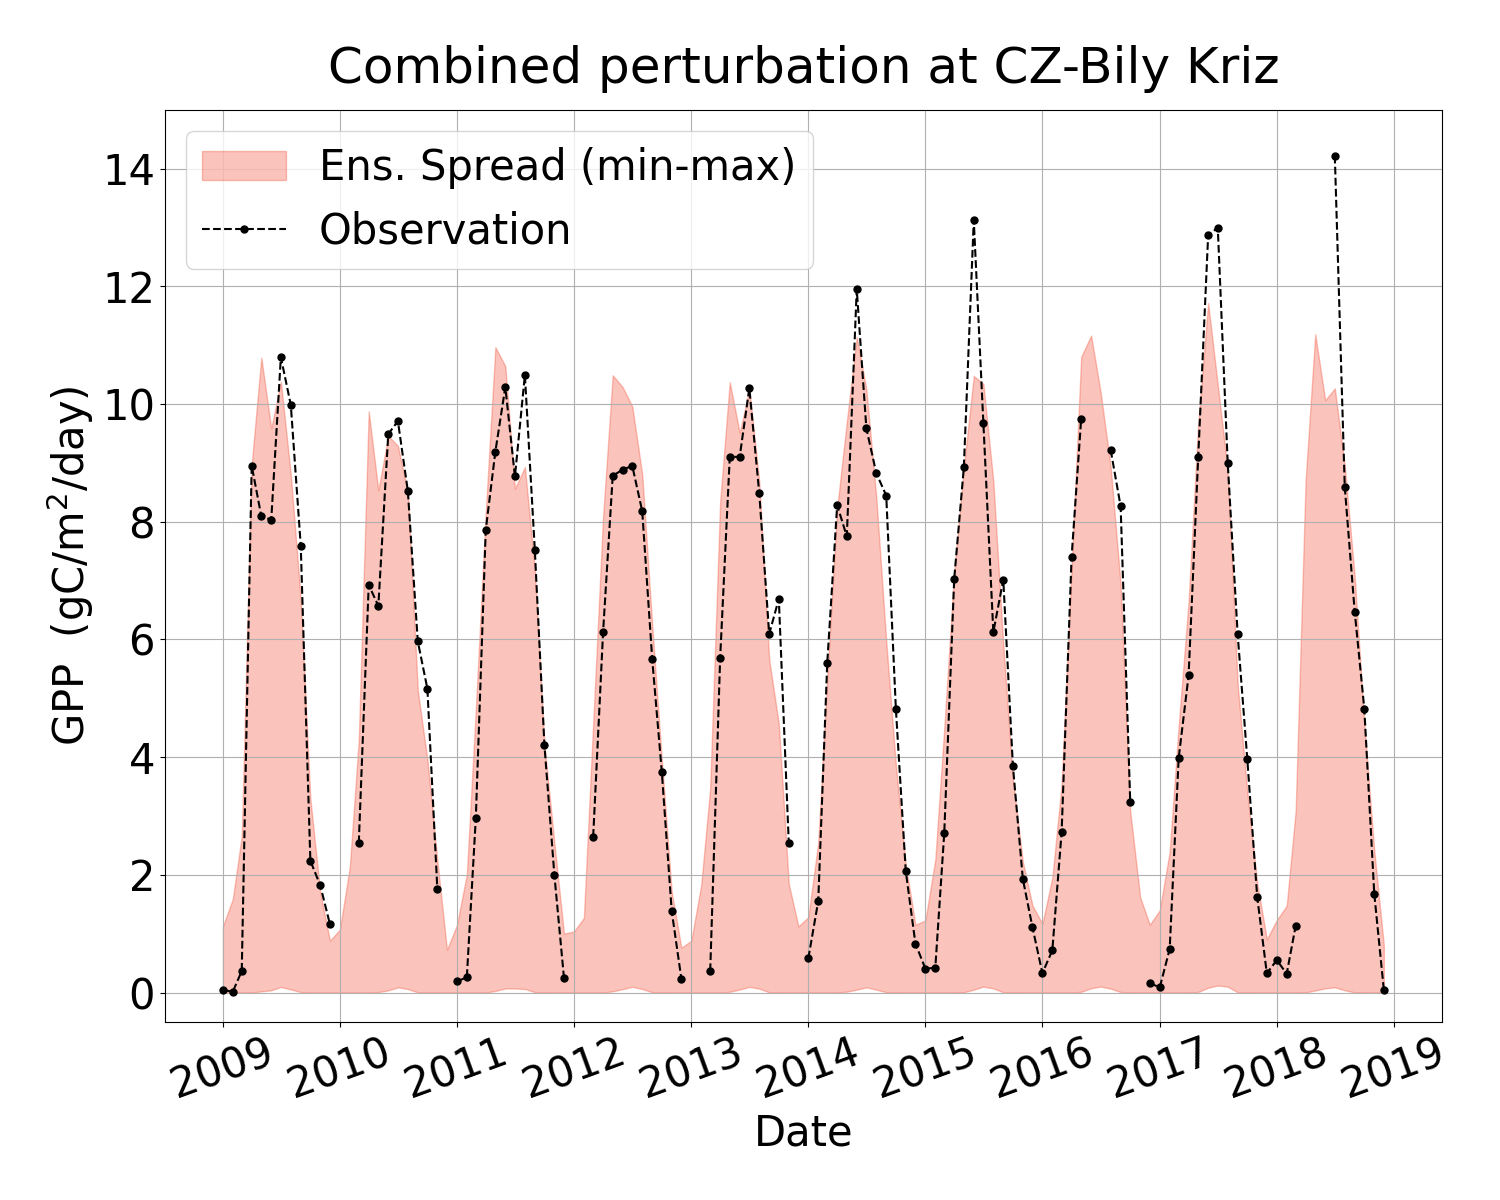 Combined perturbation at CZ-Bily Kriz
Ens. Spread (min-max)
Observation
14
12
10
8
6
4
2
0
GPP (gC/m²/day)
2009 2010 2011 2012 2013 2014 2015 2016 2017 2018 2019
Date